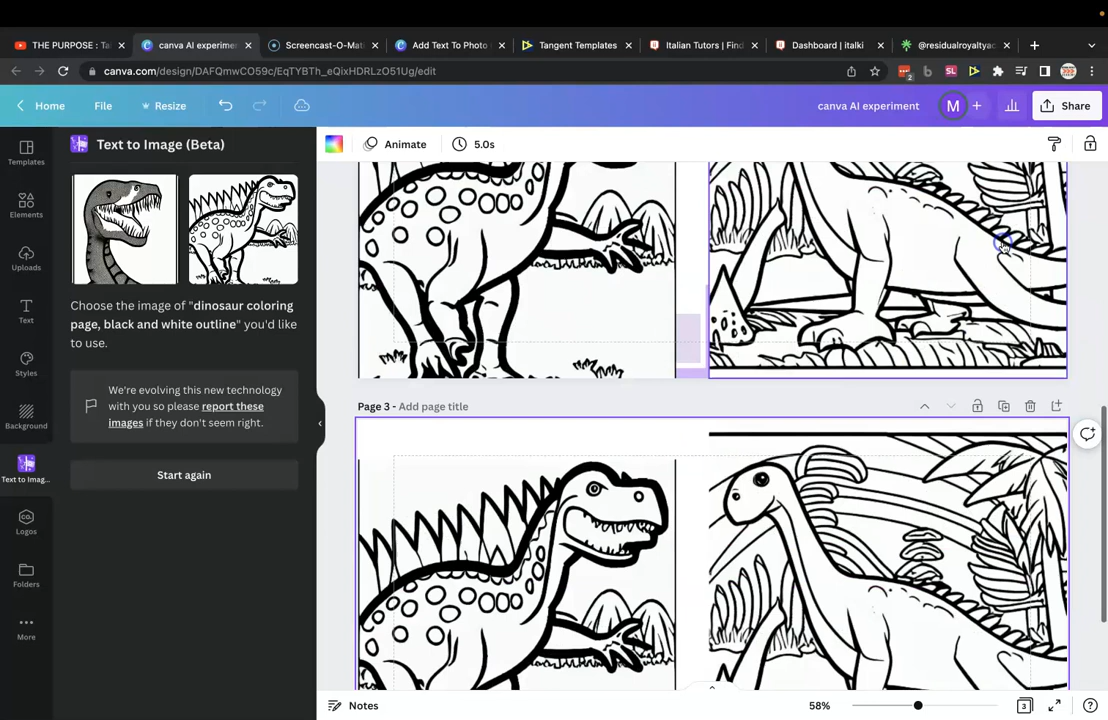 THE PURPOSE : Ta
canva AI experimer
Screencast-O-Mati
Add Text To Photo
Tangent Templates
Italian Tutors | Find
Dashboard | italki
@residualroyaltyac
canva.com/design/DAFQmwCO59c/EqTYBTh_eQixHDRLzO51Ug/edit
Home File Resize canva AI experiment M Share
Templates
Elements
Uploads
Text
Styles
Background
Text to Imag...
Logos
Folders
More
Text to Image (Beta)
Choose the image of "dinosaur coloring
page, black and white outline" you'd like
to use.
We're evolving this new technology
with you so please report these
images if they don't seem right.
Start again
Animate 5.0s
Page 3 - Add page title
Notes 58% 3